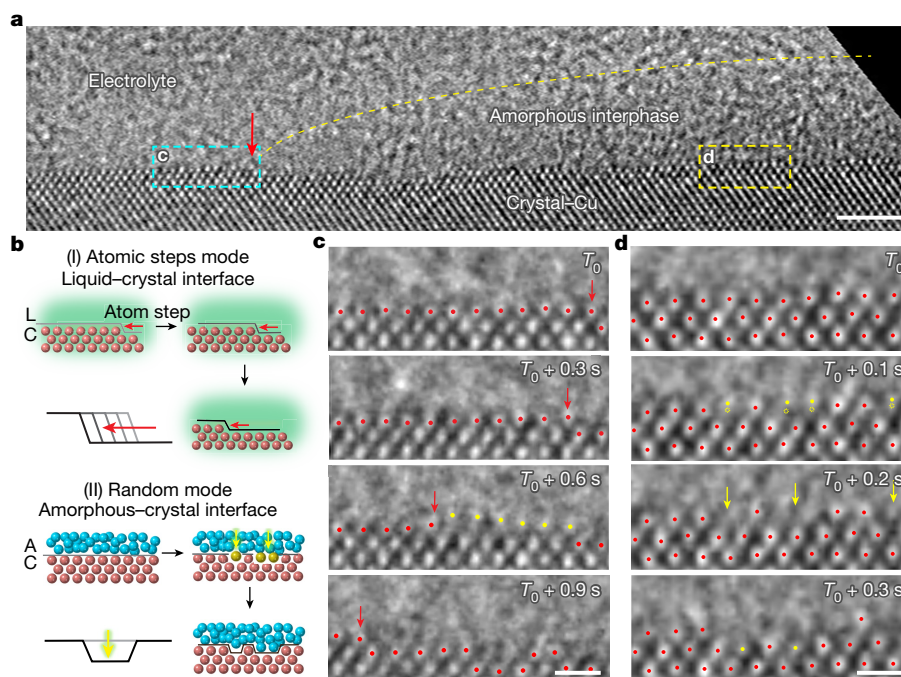 a
Electrolyte
Amorphous interphase
c
d
Crystal–Cu
b
(I) Atomic steps mode
Liquid–crystal interface
L
Atom step
C
(II) Random mode
Amorphous–crystal interface
A
C
c
T0
T0 + 0.3 s
T0 + 0.6 s
T0 + 0.9 s
d
T0
T0 + 0.1 s
T0 + 0.2 s
T0 + 0.3 s